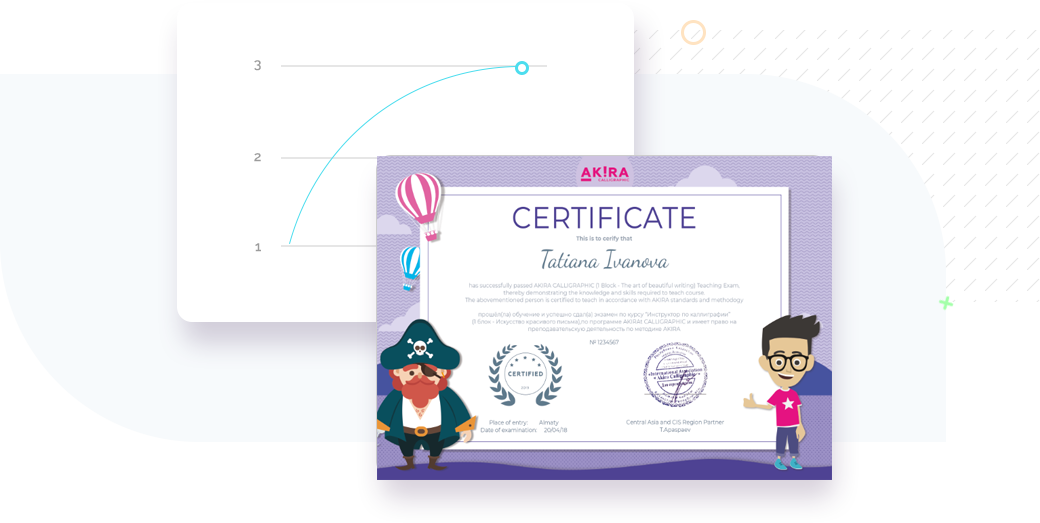 3
2
1
AK!RA
CALLIGRAPHIC
CERTIFICATE
This is to cerify that
Tatiana Ivanova
has successfully passed AKIRA CALLIGRAPHIC (1 Block - The art of beautiful writing) Teaching Exam,
thereby demonstrating the knowledge and skills required to teach course.
The abovementioned person is certified to teach in accordance with AKIRA standards and methodogy.
прошёл(ла) обучение и успешно сдал(а) экзамен по курсу "Инструктор по каллиграфии"
(1 блок - Искусство красивого письма),по программе AKIRA CALLIGRAPHIC и имеет право на
преподавательскую деятельность по методике AKIRA
№ 1234567
CERTIFIED
Place of entry: Almaty
Date of examination: 20/04/18
Central Asia and CIS Region Partner
T.Apaspaev